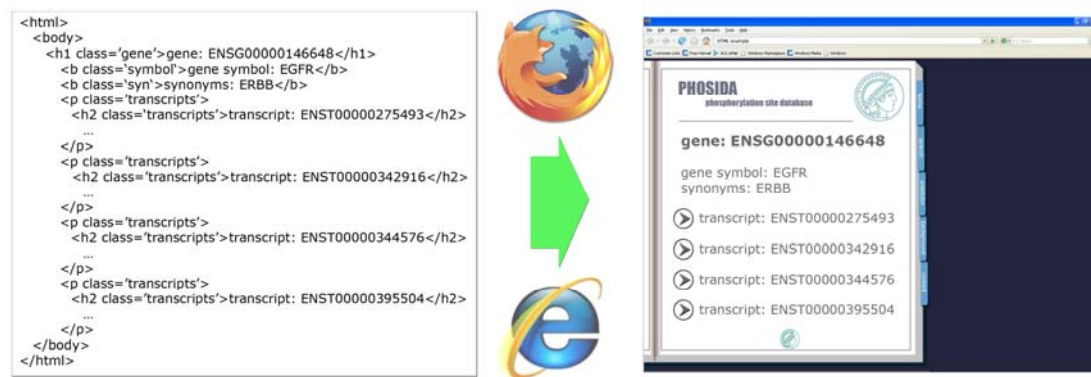 <html>
<body>
<h1 class='gene'>gene: ENSG00000146648</h1>
<b class='symbol'>gene symbol: EGFR</b>
<b class='syn'>synonyms: ERBB</b>
<p class='transcripts'>
<h2 class='transcripts'>transcript: ENST00000275493</h2>
...
</p>
<p class='transcripts'>
<h2 class='transcripts'>transcript: ENST00000342916</h2>
...
</p>
<p class='transcripts'>
<h2 class='transcripts'>transcript: ENST00000344576</h2>
...
</p>
<p class='transcripts'>
<h2 class='transcripts'>transcript: ENST00000395504</h2>
...
</p>
</body>
</html>
PHOSIDA
phosphorylation site database
gene: ENSG00000146648
gene symbol: EGFR
synonyms: ERBB
transcript: ENST00000275493
transcript: ENST00000342916
transcript: ENST00000344576
transcript: ENST00000395504